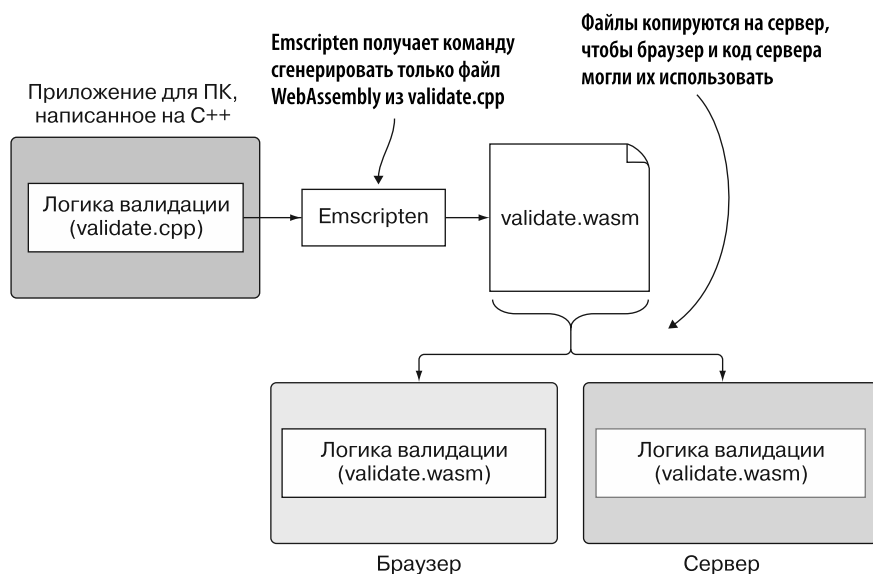 Emscripten получает команду
сгенерировать только файл
WebAssembly из validate.cpp
Файлы копируются на сервер,
чтобы браузер и код сервера
могли их использовать
Приложение для ПК,
написанное на C++
Логика валидации
(validate.cpp)
Emscripten
validate.wasm
Логика валидации
(validate.wasm)
Логика валидации
(validate.wasm)
Браузер
Сервер